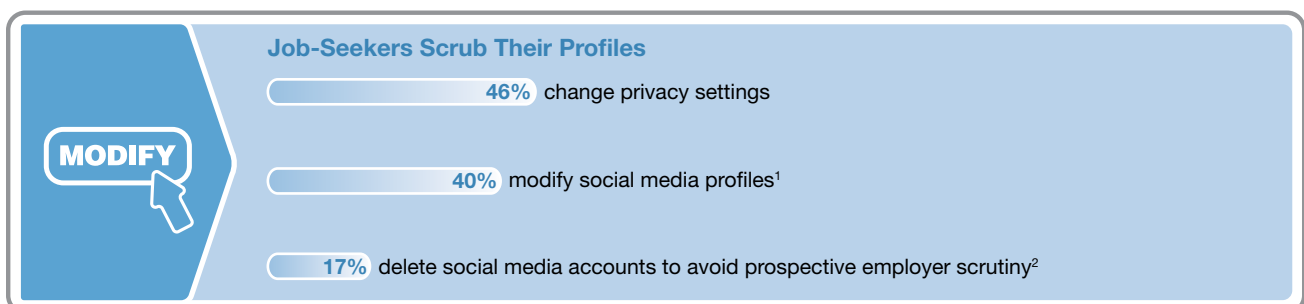 Job-Seekers Scrub Their Profiles
46% change privacy settings
MODIFY
40% modify social media profiles¹
17% delete social media accounts to avoid prospective employer scrutiny²